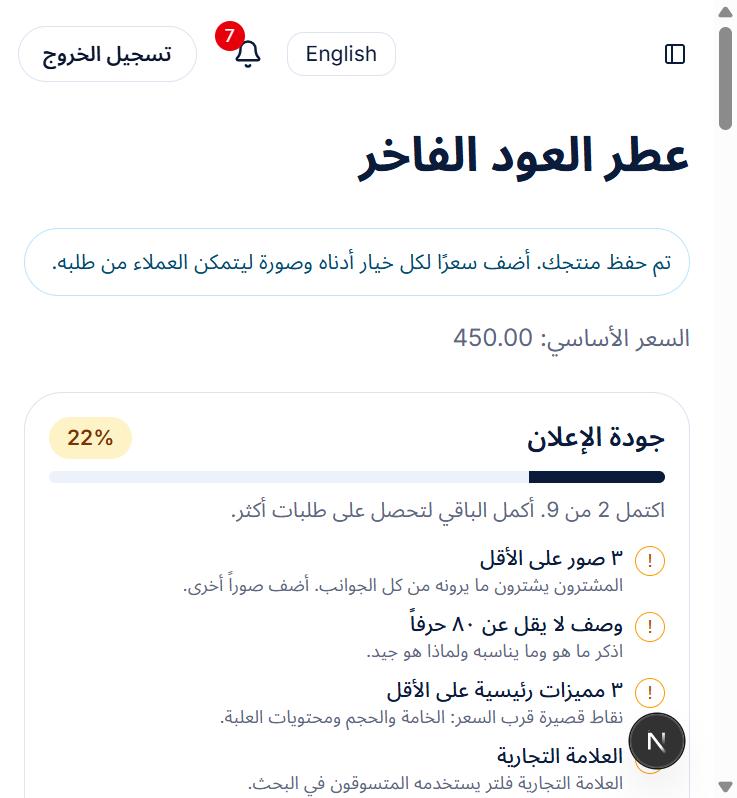 English
7
تسجيل الخروج
عطر العود الفاخر
تم حفظ منتجك. أضف سعرًا لكل خيار أدناه وصورة ليتمكن العملاء من طلبه.
السعر الأساسي: 450.00
جودة الإعلان
22%
اكتمل 2 من 9. أكمل الباقي لتحصل على طلبات أكثر.
!
٣ صور على الأقل
المشترون يشترون ما يرونه من كل الجوانب. أضف صوراً أخرى.
!
وصف لا يقل عن ٨٠ حرفاً
اذكر ما هو وما يناسبه ولماذا هو جيد.
!
٣ مميزات رئيسية على الأقل
نقاط قصيرة قرب السعر: الخامة والحجم ومحتويات العلبة.
N
العلامة التجارية
العلامة التجارية فلتر يستخدمه المتسوقون في البحث.